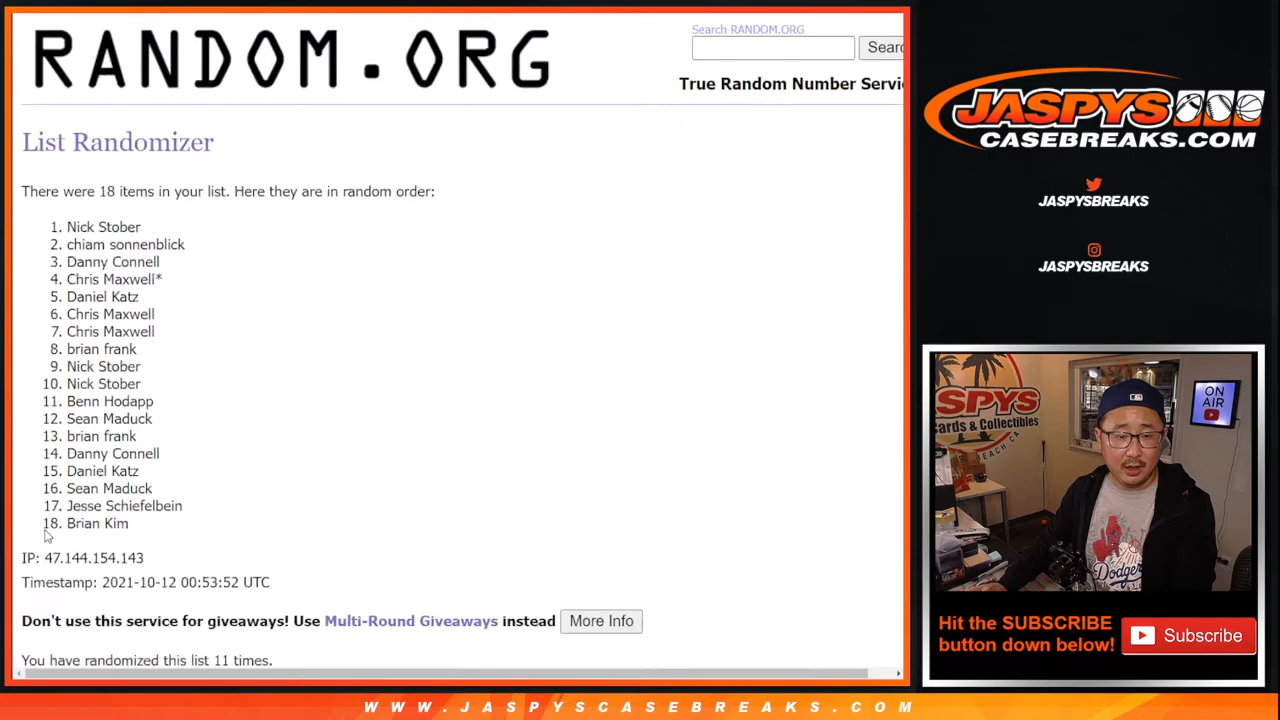 RANDOM.ORG
Search RANDOM.ORG
Searc
True Random Number Servi
List Randomizer
There were 18 items in your list. Here they are in random order:
1. Nick Stober
2. chiam sonnenblick
3. Danny Connell
4. Chris Maxwell*
5. Daniel Katz
6. Chris Maxwell
7. Chris Maxwell
8. brian frank
9. Nick Stober
10. Nick Stober
11. Benn Hodapp
12. Sean Maduck
13. brian frank
14. Danny Connell
15. Daniel Katz
16. Sean Maduck
17. Jesse Schiefelbein
18. Brian Kim
IP: 47.144.154.143
Timestamp: 2021-10-12 00:53:52 UTC
Don't use this service for giveaways! Use Multi-Round Giveaways instead
More Info
You have randomized this list 11 times.
JASPYS
CASEBREAKS.COM
JASPYSBREAKS
JASPYSBREAKS
ON
AIR
Dodgers
Hit the SUBSCRIBE
button down below!
Subscribe
WWW.JASPYSCASEBREAKS.COM